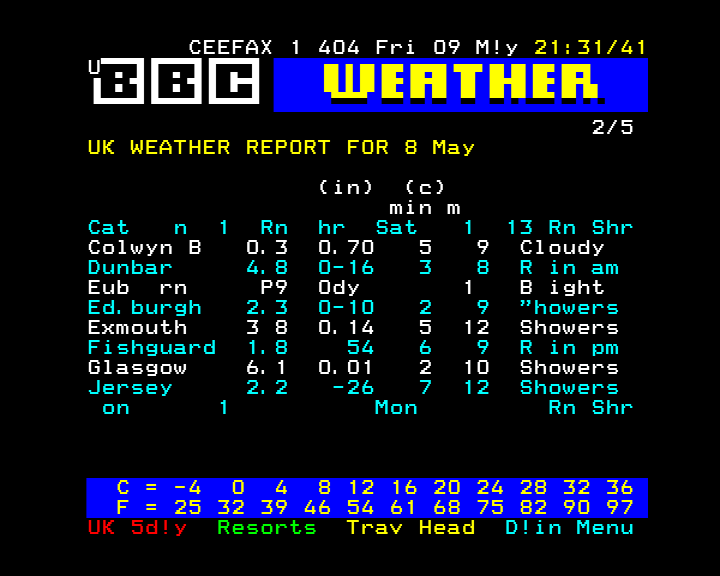 CEEFAX 1 404 Fri 09 M!y 21:31/41
U
BBC WEATHER
2/5
UK WEATHER REPORT FOR 8 May
(in) (c)
min m
Cat n 1 Rn hr Sat 1 13 Rn Shr
Colwyn B 0.3 0.70 5 9 Cloudy
Dunbar 4.8 0-16 3 8 R in am
Eub rn P9 0dy 1 B ight
Ed.burgh 2.3 0-10 2 9 "howers
Exmouth 3 8 0.14 5 12 Showers
Fishguard 1.8 54 6 9 R in pm
Glasgow 6.1 0.01 2 10 Showers
Jersey 2.2 -26 7 12 Showers
on 1 Mon Rn Shr
C = -4 0 4 8 12 16 20 24 28 32 36
F = 25 32 39 46 54 61 68 75 82 90 97
UK 5d!y Resorts Trav Head D!in Menu